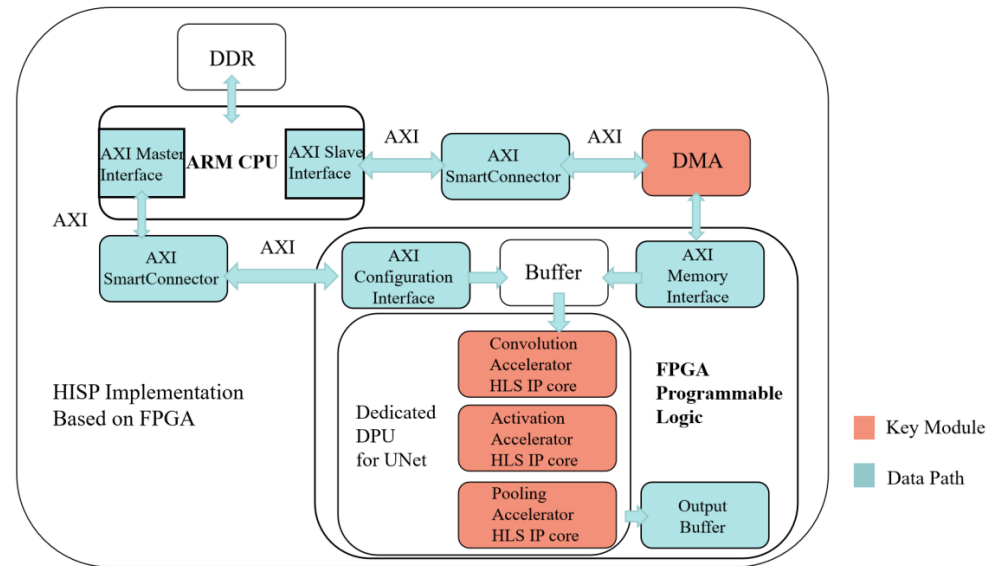 DDR
AXI Master
Interface
ARM CPU
AXI Slave
Interface
AXI
AXI
SmartConnector
AXI
DMA
AXI
AXI
SmartConnector
AXI
AXI
Configuration
Interface
Buffer
AXI
Memory
Interface
Convolution
Accelerator
HLS IP core
FPGA
Programmable
Logic
HISP Implementation
Based on FPGA
Dedicated
DPU
for UNet
Activation
Accelerator
HLS IP core
Pooling
Accelerator
HLS IP core
Output
Buffer
Key Module
Data Path